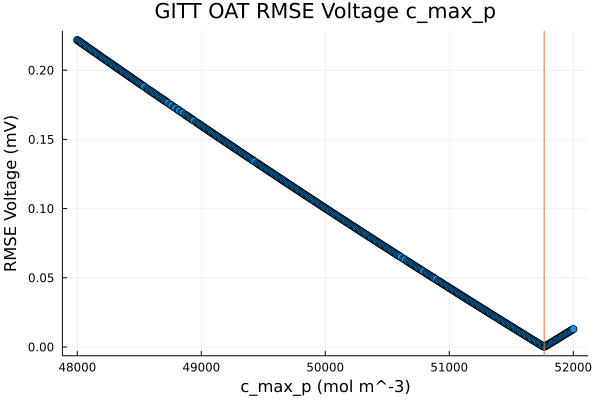 GITT OAT RMSE Voltage c_max_p
RMSE Voltage (mV)
0.20
0.15
0.10
0.05
0.00
48000 49000 50000 51000 52000
c_max_p (mol m^-3)